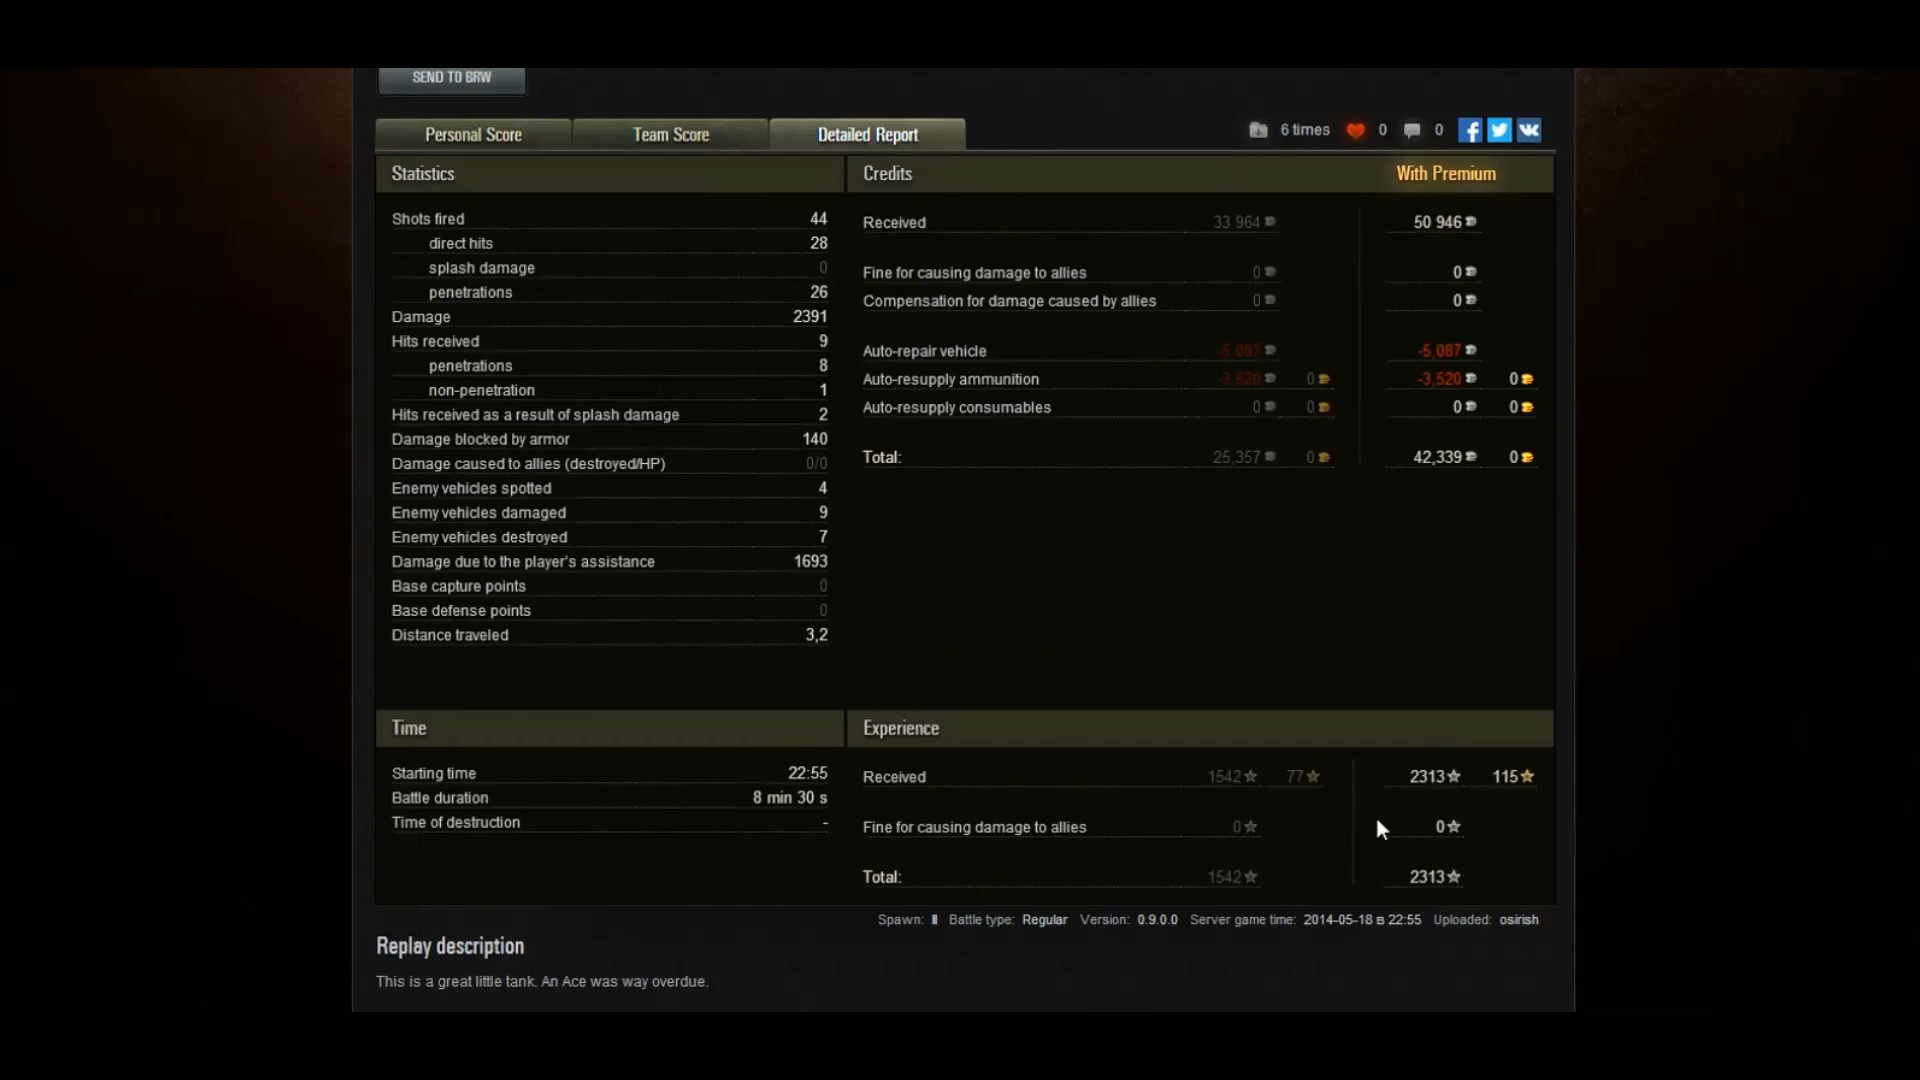 SEND TO BRW
Personal Score Team Score Detailed Report 6 times 0 0
Statistics
Shots fired 44
direct hits 28
splash damage 0
penetrations 26
Damage 2391
Hits received 9
penetrations 8
non-penetration 1
Hits received as a result of splash damage 2
Damage blocked by armor 140
Damage caused to allies (destroyed/HP) 0/0
Enemy vehicles spotted 4
Enemy vehicles damaged 9
Enemy vehicles destroyed 7
Damage due to the player's assistance 1693
Base capture points 0
Base defense points 0
Distance traveled 3,2
Credits With Premium
Received 33 964 50 946
Fine for causing damage to allies 0 0
Compensation for damage caused by allies 0 0
Auto-repair vehicle -5,087 -5,087
Auto-resupply ammunition -3,520 0 -3,520 0
Auto-resupply consumables 0 0 0 0
Total: 25,357 0 42,339 0
Time
Starting time 22:55
Battle duration 8 min 30 s
Time of destruction -
Experience
Received 1542 77 2313 115
Fine for causing damage to allies 0 0
Total: 1542 2313
Spawn: II Battle type: Regular Version: 0.9.0.0 Server game time: 2014-05-18 в 22:55 Uploaded: osirish
Replay description
This is a great little tank. An Ace was way overdue.